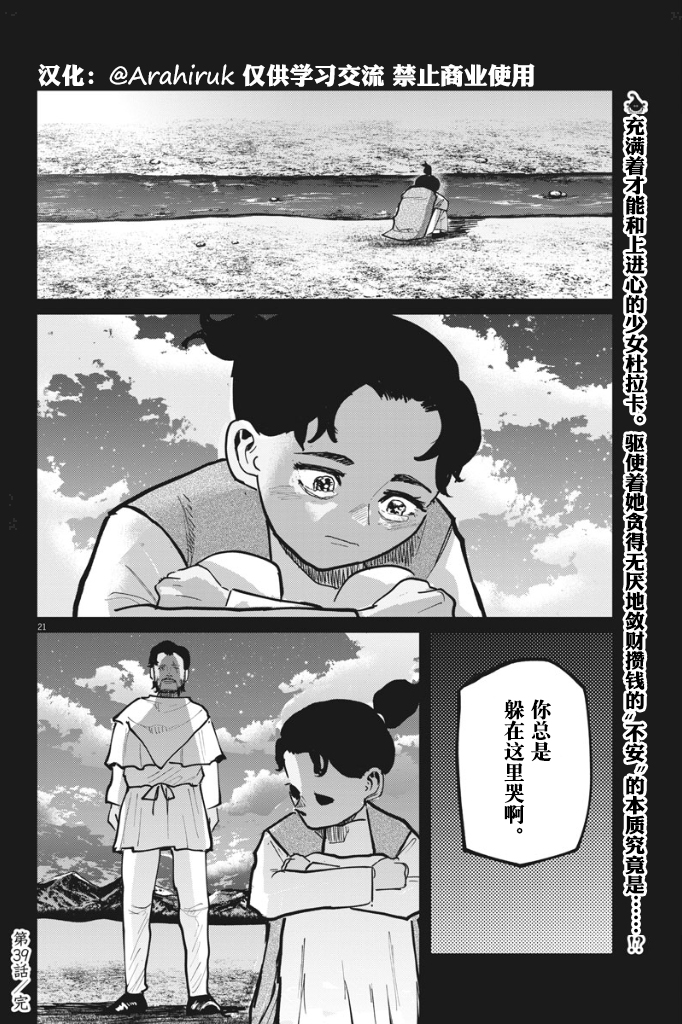 汉化：@Arahiruk 仅供学习交流 禁止商业使用
充满着才能和上进心的少女杜拉卡。驱使着她贪得无厌地敛财攒钱的“不安”的本质究竟是……!?
21
你总是
躲在这里哭啊。
第39話／完